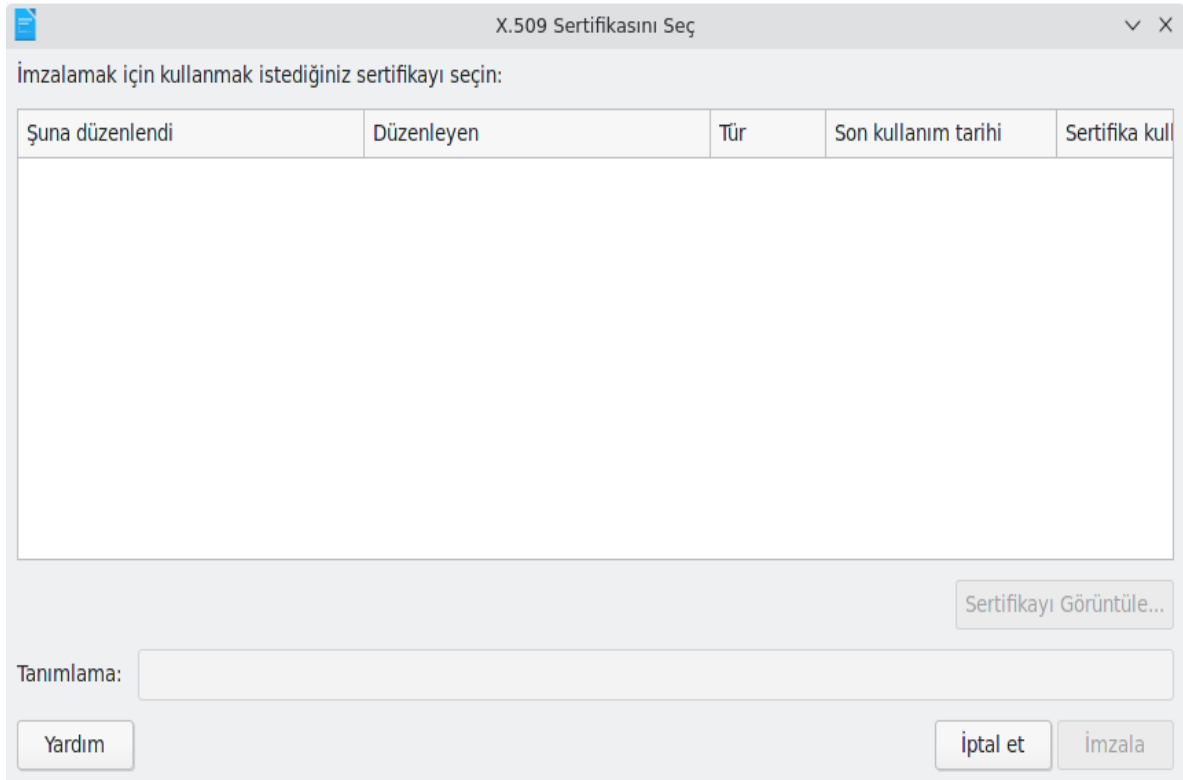 X.509 Sertifikasını Seç
İmzalamak için kullanmak istediğiniz sertifikayı seçin:
Şuna düzenlendi Düzenleyen Tür Son kullanım tarihi Sertifika kull
Sertifikayı Görüntüle...
Tanımlama:
Yardım İptal et İmzala